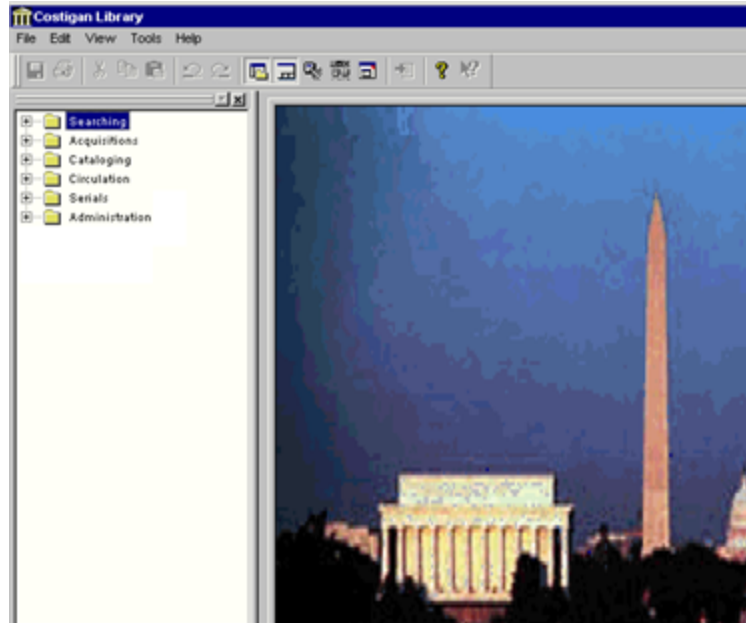 Costigan Library
File Edit View Tools Help
Searching
Acquisitions
Cataloging
Circulation
Serials
Administration